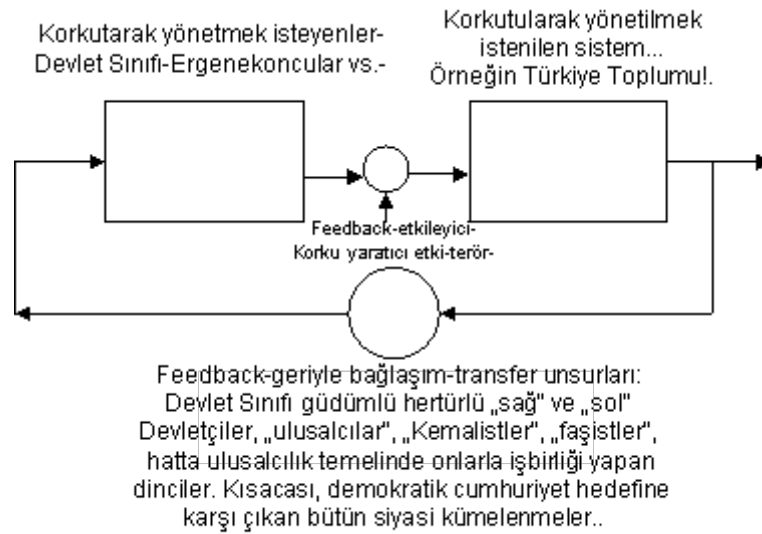 Korkutarak yönetmek isteyenler-
Devlet Sınıfı-Ergenekoncular vs.-
Korkutularak yönetilmek
istenilen sistem...
Örneğin Türkiye Toplumu!.
Feedback-etkileyici-
Korku yaratıcı etki-terör-
Feedback-geriyle bağlaşım-transfer unsurları:
Devlet Sınıfı güdümlü hertürlü „sağ" ve „sol"
Devletçiler, „ulusalcılar", „Kemalistler", „faşistler",
hatta ulusalcılık temelinde onlarla işbirliği yapan
dinciler. Kısacası, demokratik cumhuriyet hedefine
karşı çıkan bütün siyasi kümelenmeler..